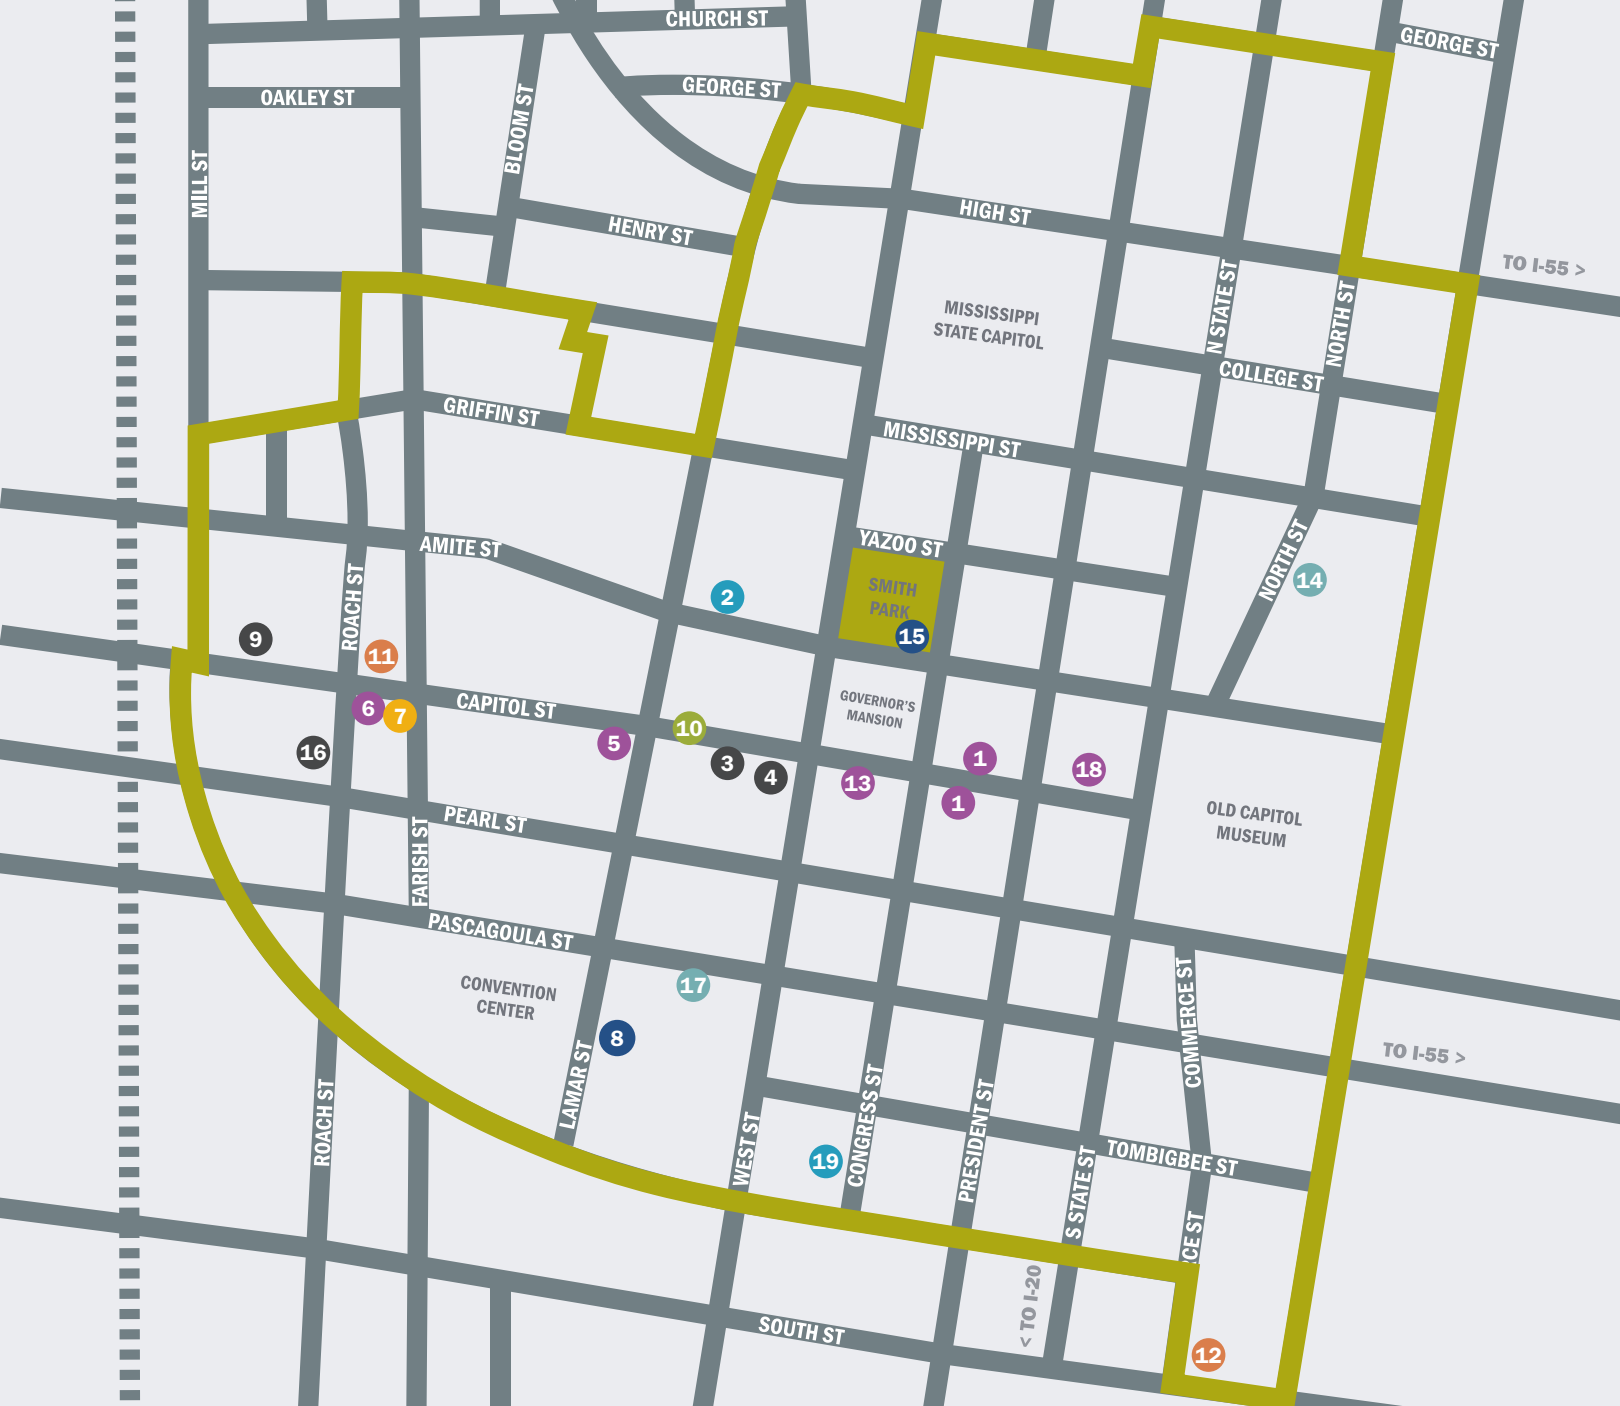 CHURCH ST
GEORGE ST
OAKLEY ST
GEORGE ST
BLOOM ST
MILL ST
HIGH ST
HENRY ST
TO I-55 >
N STATE ST
NORTH ST
MISSISSIPPI
STATE CAPITOL
COLLEGE ST
GRIFFIN ST
MISSISSIPPI ST
AMITE ST
YAZOO ST
NORTH ST
14
SMITH
PARK
15
2
ROACH ST
9
11
6
7
CAPITOL ST
GOVERNOR'S
MANSION
16
5
10
3
4
13
1
1
18
OLD CAPITOL
MUSEUM
PEARL ST
FARISH ST
PASCAGOULA ST
CONVENTION
CENTER
17
8
COMMERCE ST
TO I-55 >
LAMAR ST
ROACH ST
WEST ST
19
CONGRESS ST
PRESIDENT ST
S STATE ST
TOMBIGBEE ST
RCE ST
< TO I-20
SOUTH ST
12